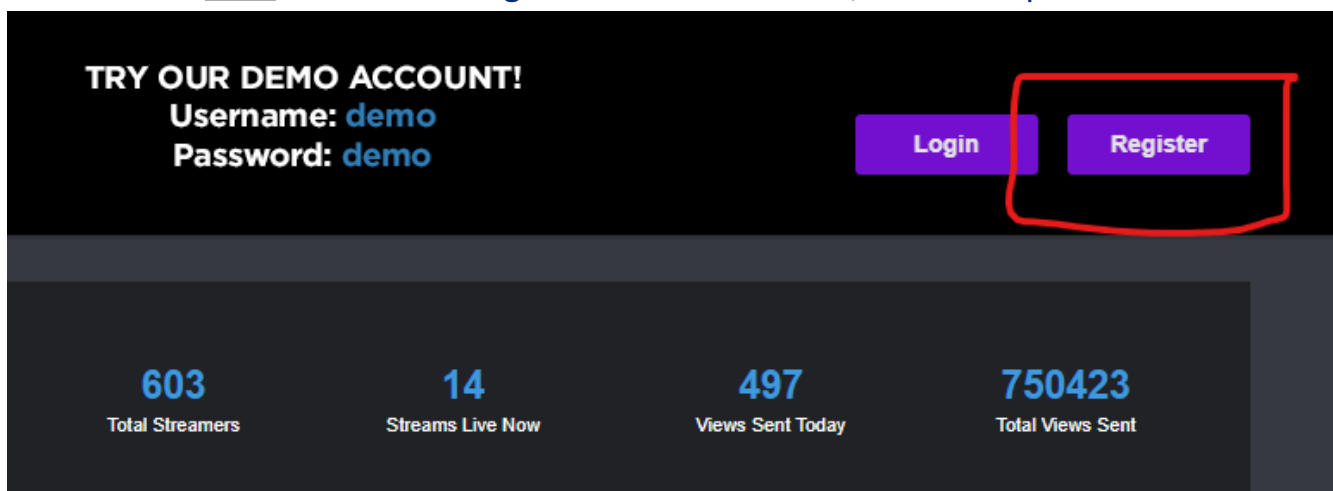 TRY OUR DEMO ACCOUNT!
Username: demo
Password: demo
Login Register
603 14 497 750423
Total Streamers Streams Live Now Views Sent Today Total Views Sent